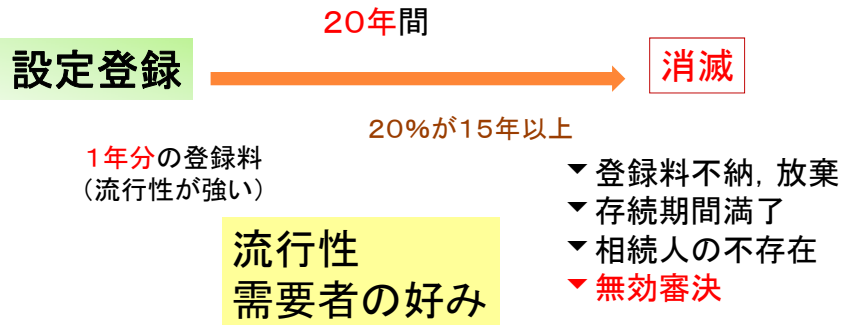 20年間
設定登録
消滅
20%が15年以上
1年分の登録料
(流行性が強い)
流行性
需要者の好み
登録料不納, 放棄
存続期間満了
相続人の不存在
無効審決